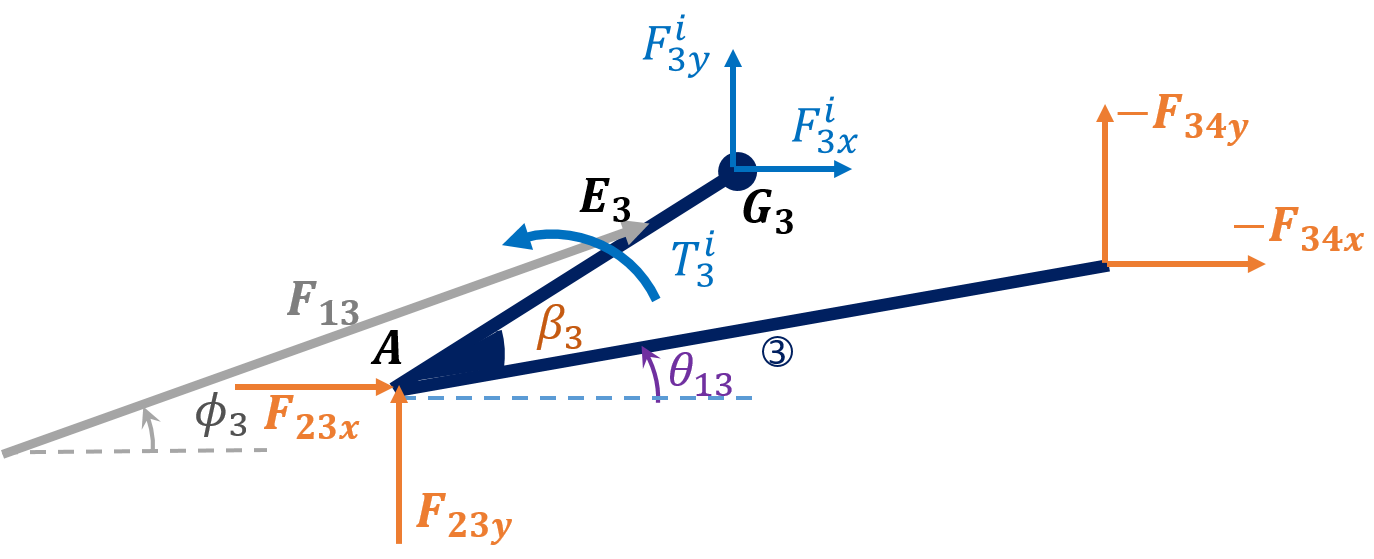 F^i_{3y}
F^i_{3x}
−F_{34y}
E_3
G_3
−F_{34x}
T^i_3
F_{13}
β_3
A
③
θ_{13}
ϕ_3
F_{23x}
F_{23y}